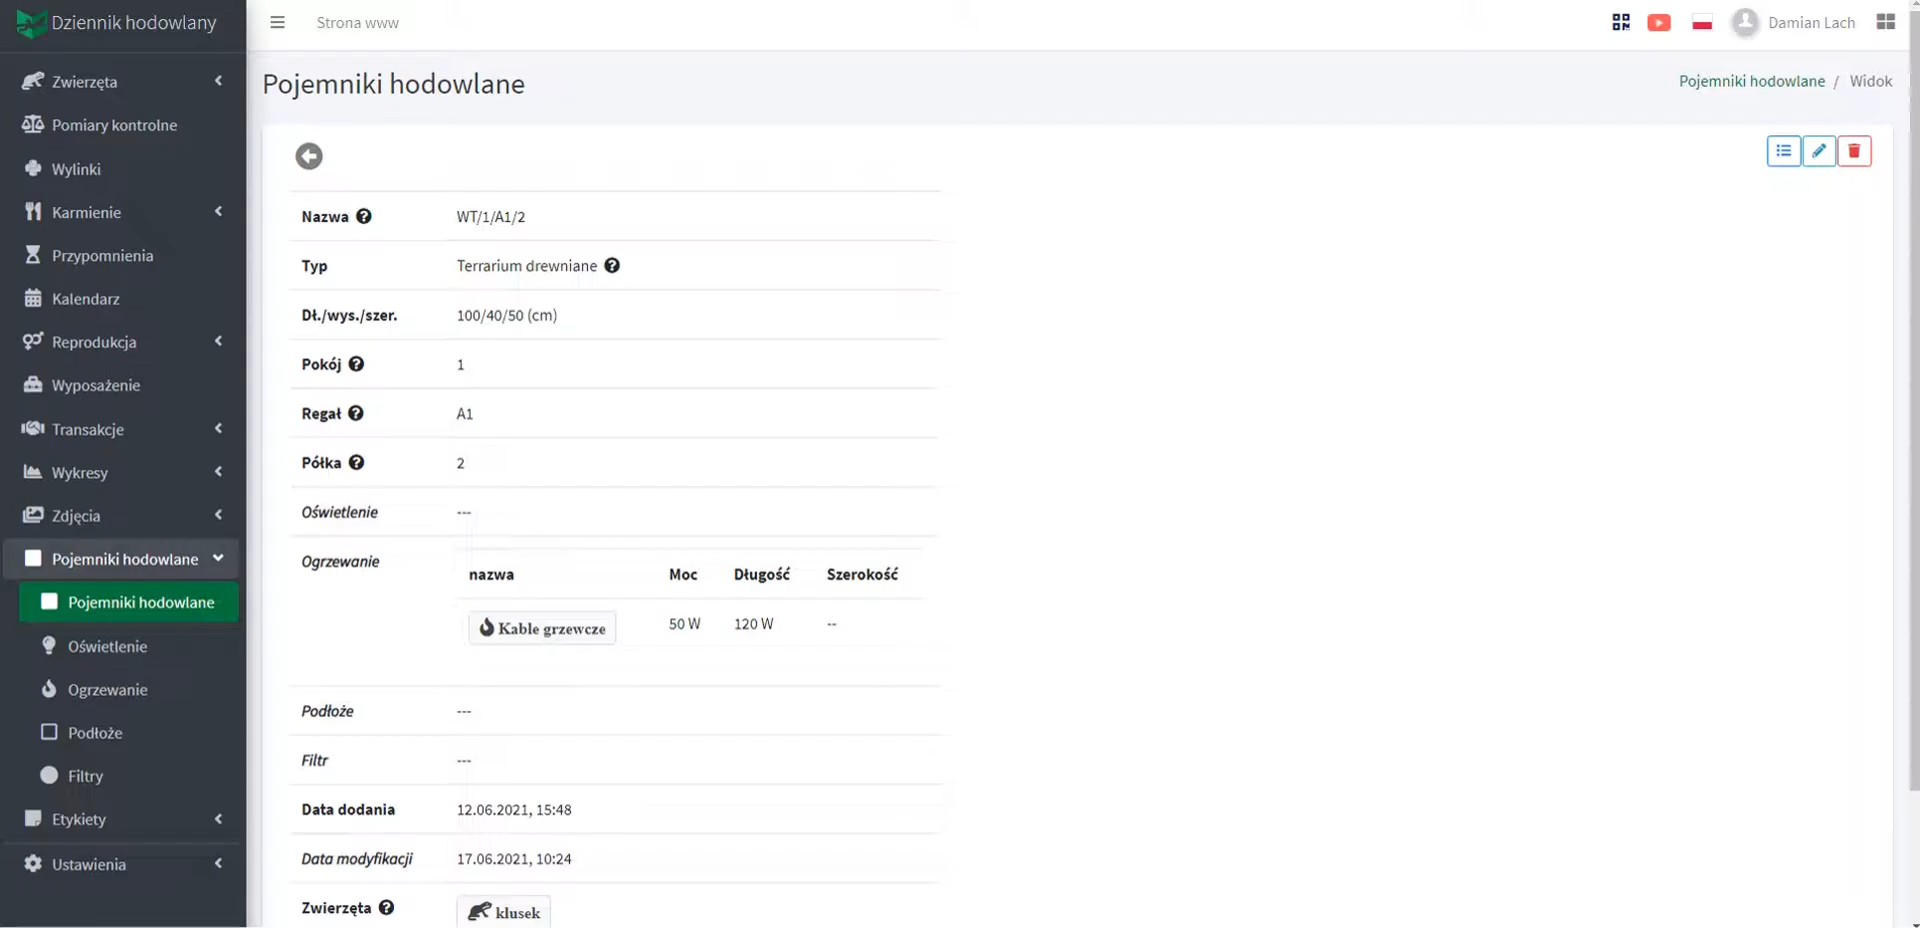 Dziennik hodowlany
Strona www
Damian Lach
Zwierzęta
Pomiary kontrolne
Wylinki
Karmienie
Przypomnienia
Kalendarz
Reprodukcja
Wyposażenie
Transakcje
Wykresy
Zdjęcia
Pojemniki hodowlane
Pojemniki hodowlane
Oświetlenie
Ogrzewanie
Podłoże
Filtry
Etykiety
Ustawienia
Pojemniki hodowlane
Pojemniki hodowlane / Widok
Nazwa WT/1/A1/2
Typ Terrarium drewniane
Dł./wys./szer. 100/40/50 (cm)
Pokój 1
Regał A1
Półka 2
Oświetlenie ---
Ogrzewanie
nazwa Moc Długość Szerokość
Kable grzewcze 50 W 120 W --
Podłoże ---
Filtr ---
Data dodania 12.06.2021, 15:48
Data modyfikacji 17.06.2021, 10:24
Zwierzęta klusek